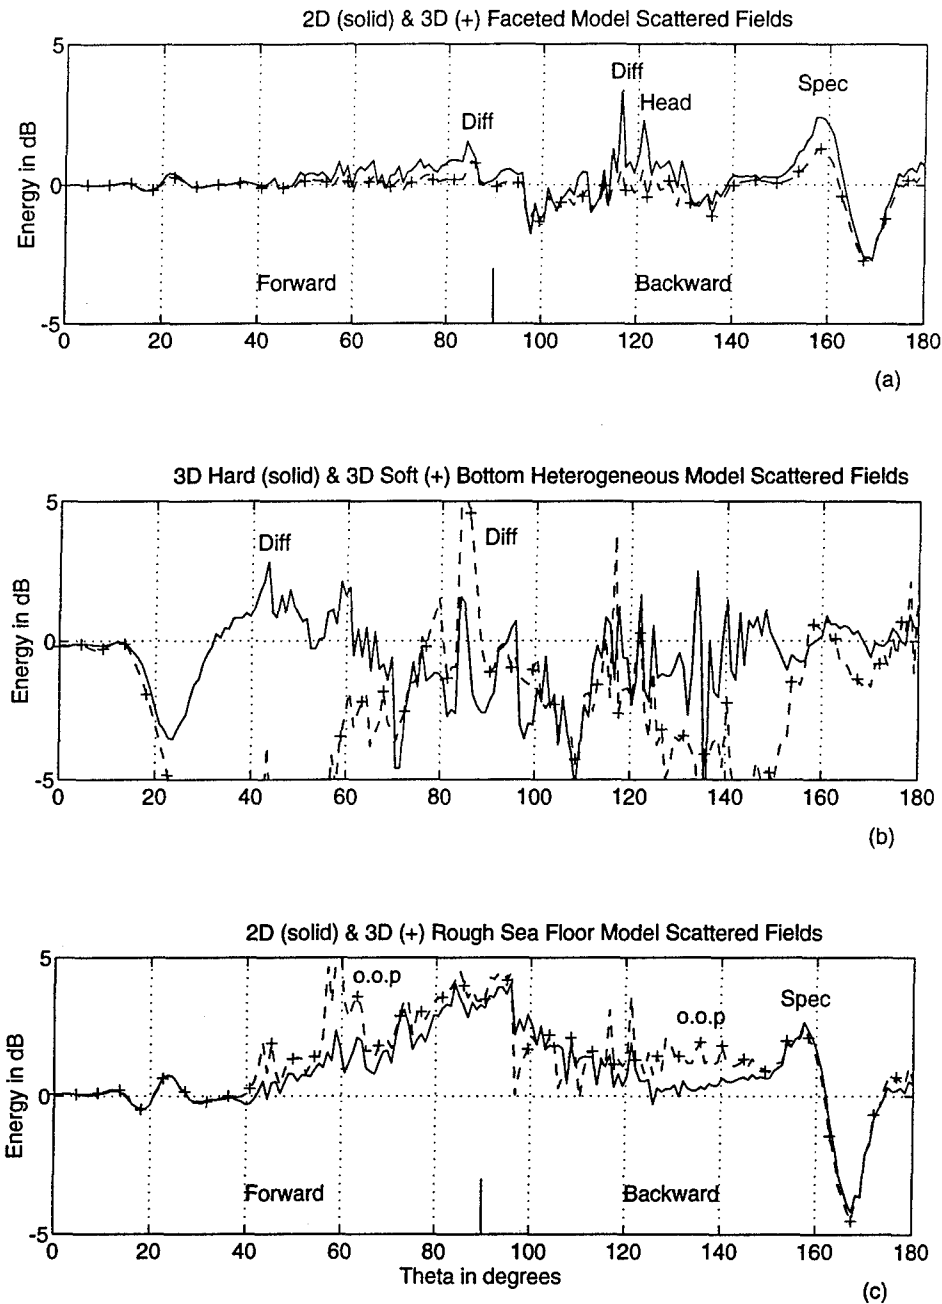 2D (solid) & 3D (+) Faceted Model Scattered Fields
5
Diff
Diff
Head
Spec
Energy in dB
0
Forward
Backward
-5
0 20 40 60 80 100 120 140 160 180
(a)
3D Hard (solid) & 3D Soft (+) Bottom Heterogeneous Model Scattered Fields
5
Diff
Diff
Energy in dB
0
-5
0 20 40 60 80 100 120 140 160 180
(b)
2D (solid) & 3D (+) Rough Sea Floor Model Scattered Fields
5
o.o.p
o.o.p
Spec
Energy in dB
0
Forward
Backward
-5
0 20 40 60 80 100 120 140 160 180
Theta in degrees
(c)